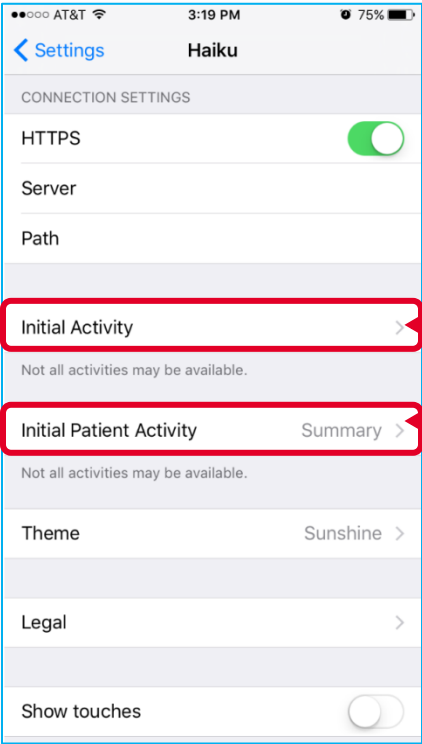 AT&T 3:19 PM 75%
Settings Haiku
CONNECTION SETTINGS
HTTPS
Server
Path
Initial Activity
Not all activities may be available.
Initial Patient Activity Summary
Not all activities may be available.
Theme Sunshine
Legal
Show touches